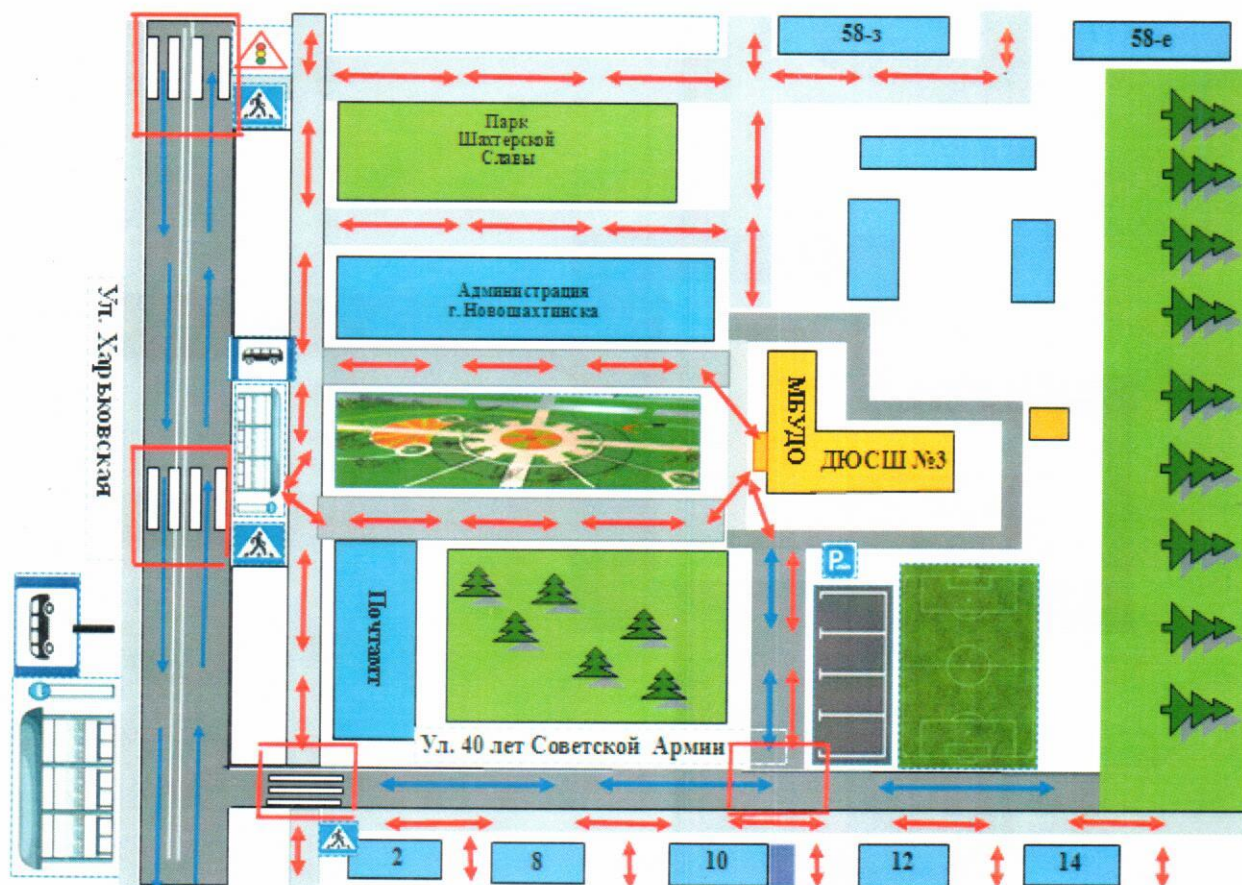 58-з
58-е
Парк
Шахтерской
Славы
Администрация
г. Новошахтинска
Ул. Харьковская
МБУДО
ДЮСШ №3
P
Почтамт
Ул. 40 лет Советской Армии
2
8
10
12
14